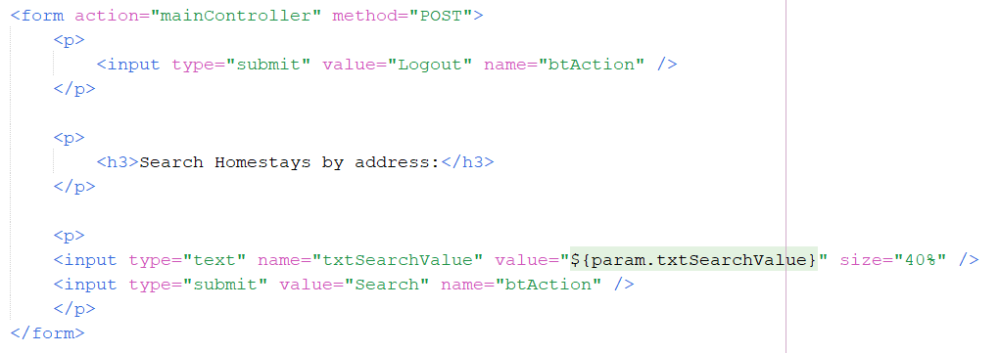 <form action="mainController" method="POST">
<p>
<input type="submit" value="Logout" name="btAction" />
</p>
<p>
<h3>Search Homestays by address:</h3>
</p>
<p>
<input type="text" name="txtSearchValue" value="${param.txtSearchValue}" size="40%" />
<input type="submit" value="Search" name="btAction" />
</p>
</form>